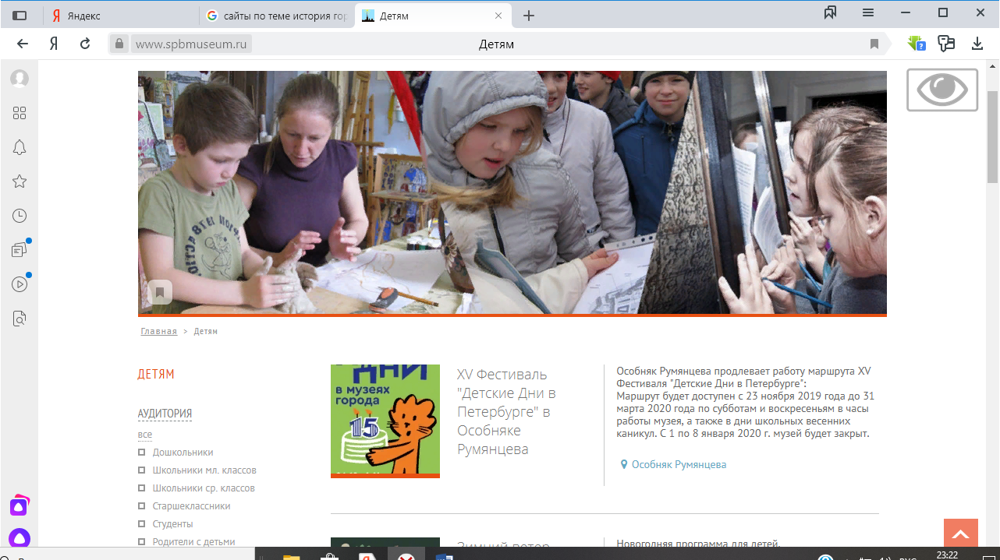 Яндекс
сайты по теме история гор
Детям
www.spbmuseum.ru
Детям
Главная > Детям
ДЕТЯМ
АУДИТОРИЯ
все
Дошкольники
Школьники мл. классов
Школьники ср. классов
Старшеклассники
Студенты
Родители с детьми
ДНИ
в музеях
города
15
XV Фестиваль
"Детские Дни в
Петербурге" в
Особняке
Румянцева
Особняк Румянцева продлевает работу маршрута XV
Фестиваля "Детские Дни в Петербурге":
Маршрут будет доступен с 23 ноября 2019 года до 31
марта 2020 года по субботам и воскресеньям в часы
работы музея, а также в дни школьных весенних
каникул. С 1 по 8 января 2020 г. музей будет закрыт.
Особняк Румянцева
Зимний ветер
Новогодняя программа для детей.
23:22